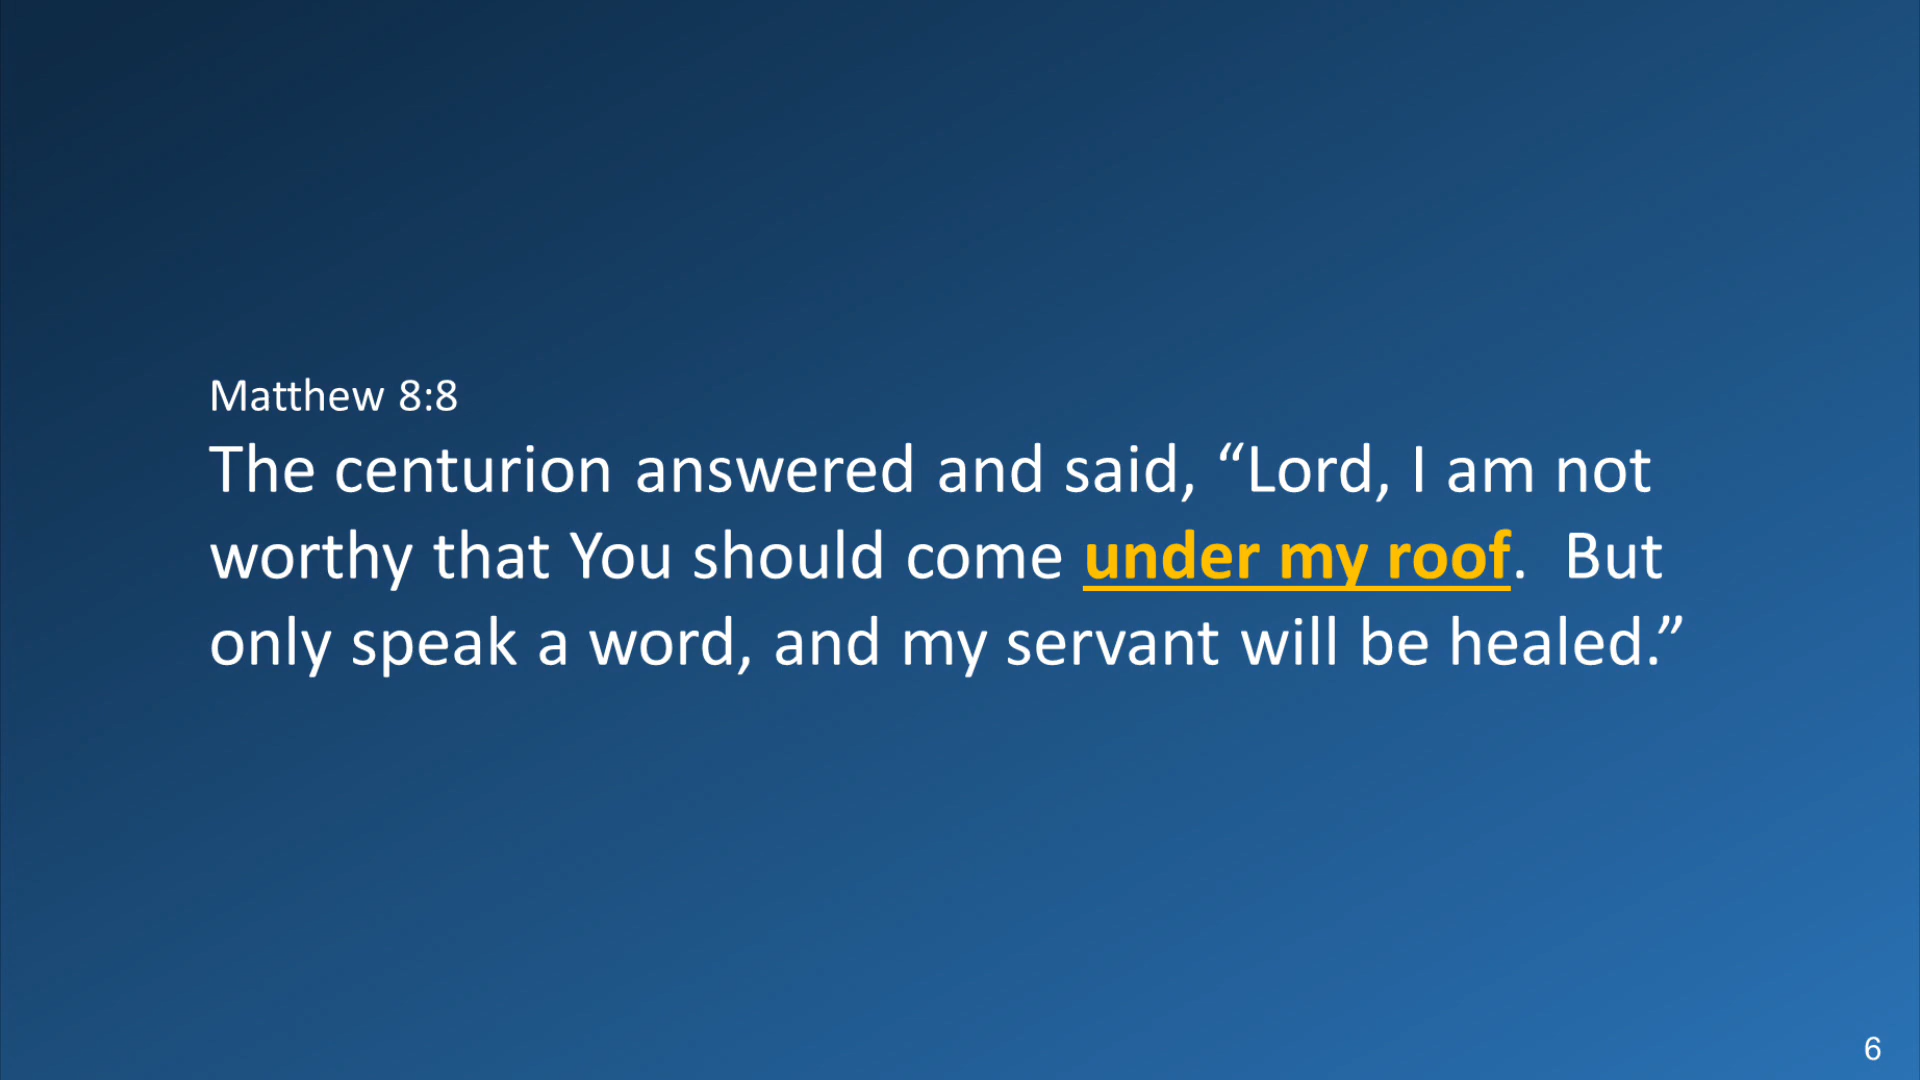 Matthew 8:8
The centurion answered and said, “Lord, I am not
worthy that You should come under my roof.  But
only speak a word, and my servant will be healed.”
6